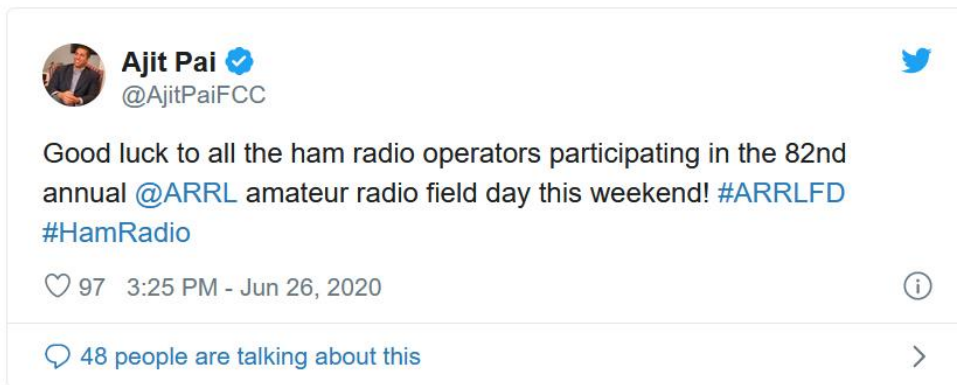 Ajit Pai
@AjitPaiFCC
Good luck to all the ham radio operators participating in the 82nd
annual @ARRL amateur radio field day this weekend! #ARRLFD
#HamRadio
97 3:25 PM - Jun 26, 2020
48 people are talking about this